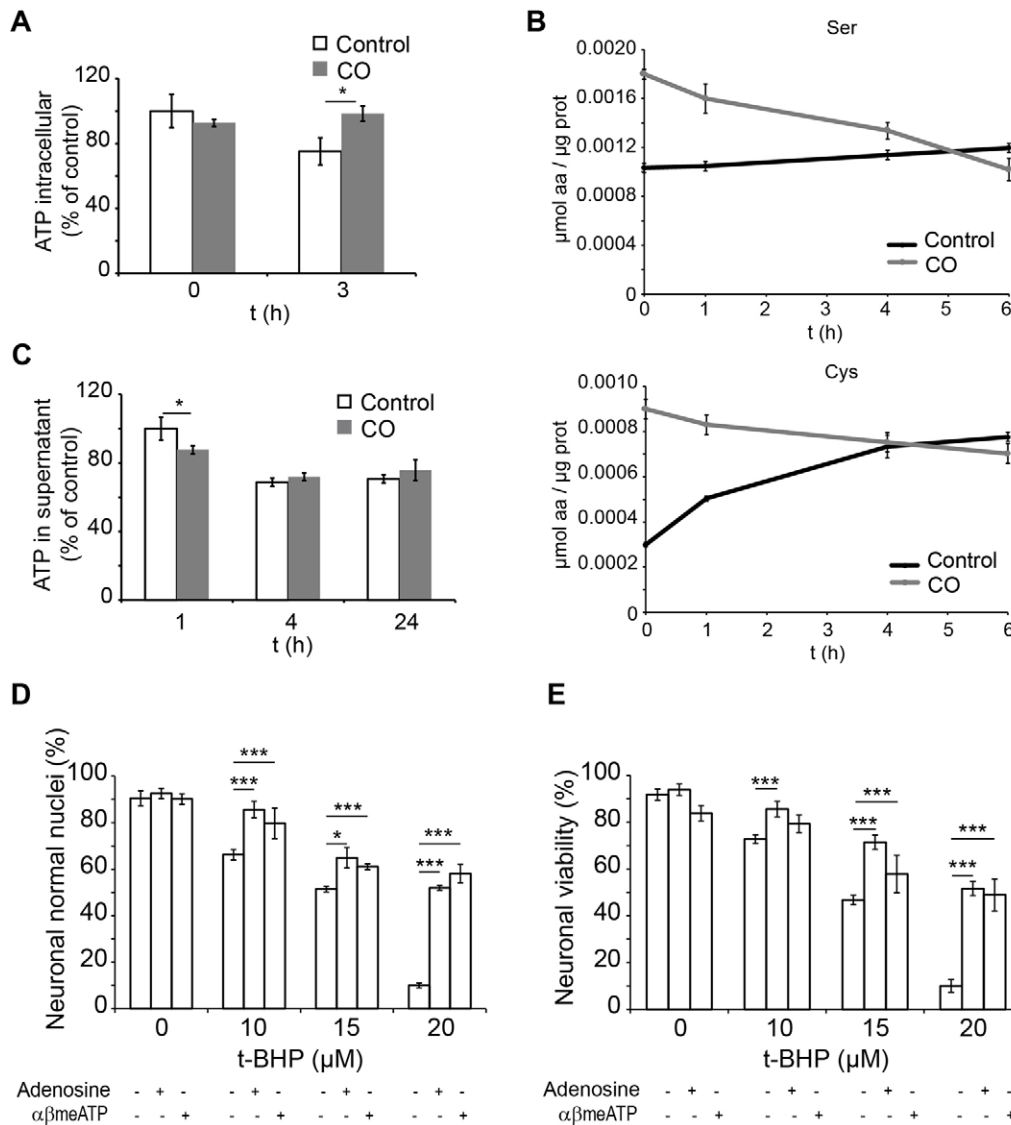 A
Control
CO
*
120
80
40
0
ATP intracellular
(% of control)
0 3
t (h)
B
Ser
0.0020
0.0016
0.0012
0.0008
0.0004
0
µmol aa / µg prot
Control
CO
0 1 2 3 4 5 6
t (h)
C
Control
CO
*
120
80
40
0
ATP in supernatant
(% of control)
1 4 24
t (h)
Cys
0.0010
0.0008
0.0006
0.0004
0.0002
0
µmol aa / µg prot
Control
CO
0 1 2 3 4 5 6
t (h)
D
Neuronal normal nuclei (%)
100
80
60
40
20
0
***
***
***
*
***
***
0 10 15 20
t-BHP (µM)
Adenosine - + - - + - - + - - + -
αβmeATP - - + - - + - - + - - +
E
Neuronal viability (%)
100
80
60
40
20
0
***
***
***
***
***
0 10 15 20
t-BHP (µM)
Adenosine - + - - + - - + - - + -
αβmeATP - - + - - + - - + - - +